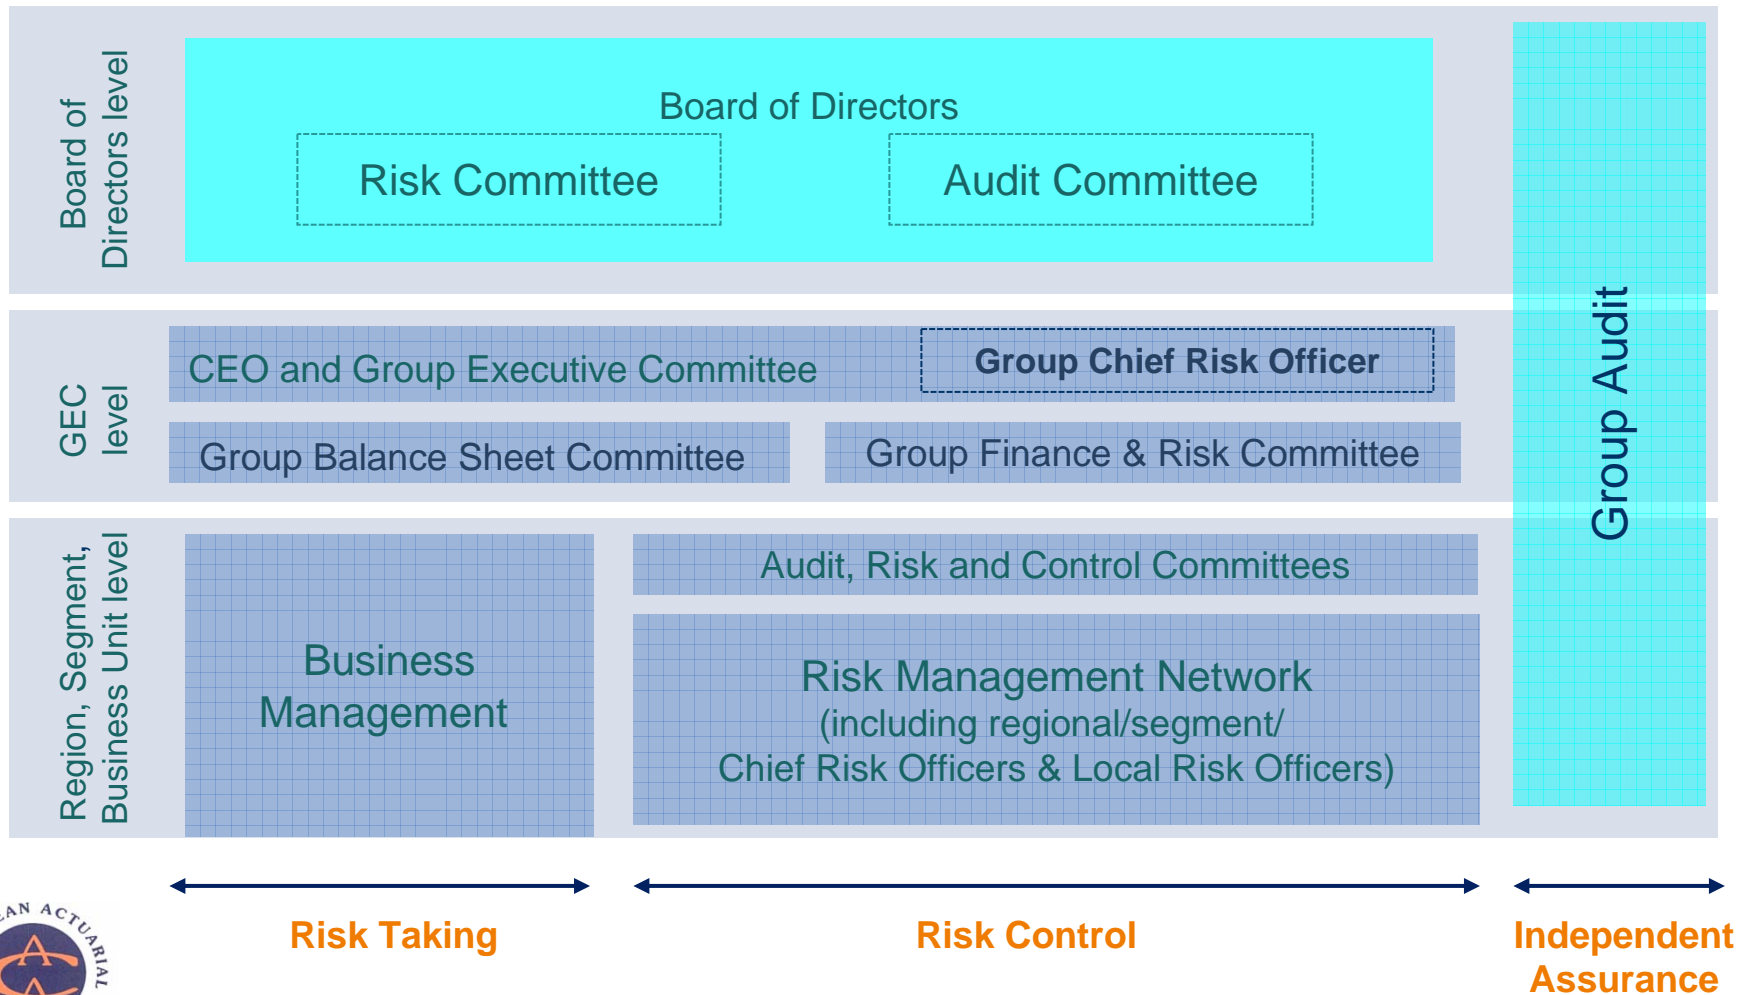 Board of
Directors level
Board of Directors
Risk Committee
Audit Committee
Group Audit
GEC
level
CEO and Group Executive Committee
Group Chief Risk Officer
Group Balance Sheet Committee
Group Finance & Risk Committee
Region, Segment,
Business Unit level
Business
Management
Audit, Risk and Control Committees
Risk Management Network
(including regional/segment/
Chief Risk Officers & Local Risk Officers)
Risk Taking
Risk Control
Independent
Assurance
ACTUARIAL